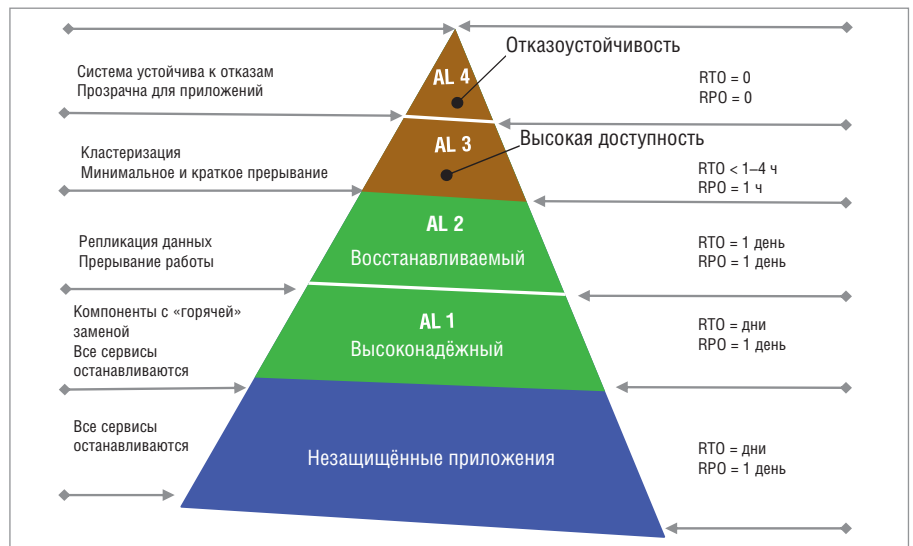 Отказоустойчивость
Система устойчива к отказам
Прозрачна для приложений
AL 4
RTO = 0
RPO = 0
Высокая доступность
Кластеризация
Минимальное и краткое прерывание
AL 3
RTO < 1–4 ч
RPO = 1 ч
Репликация данных
Прерывание работы
AL 2
Восстанавливаемый
RTO = 1 день
RPO = 1 день
Компоненты с «горячей»
заменой
Все сервисы
останавливаются
AL 1
Высоконадёжный
RTO = дни
RPO = 1 день
Все сервисы
останавливаются
Незащищённые приложения
RTO = дни
RPO = 1 день